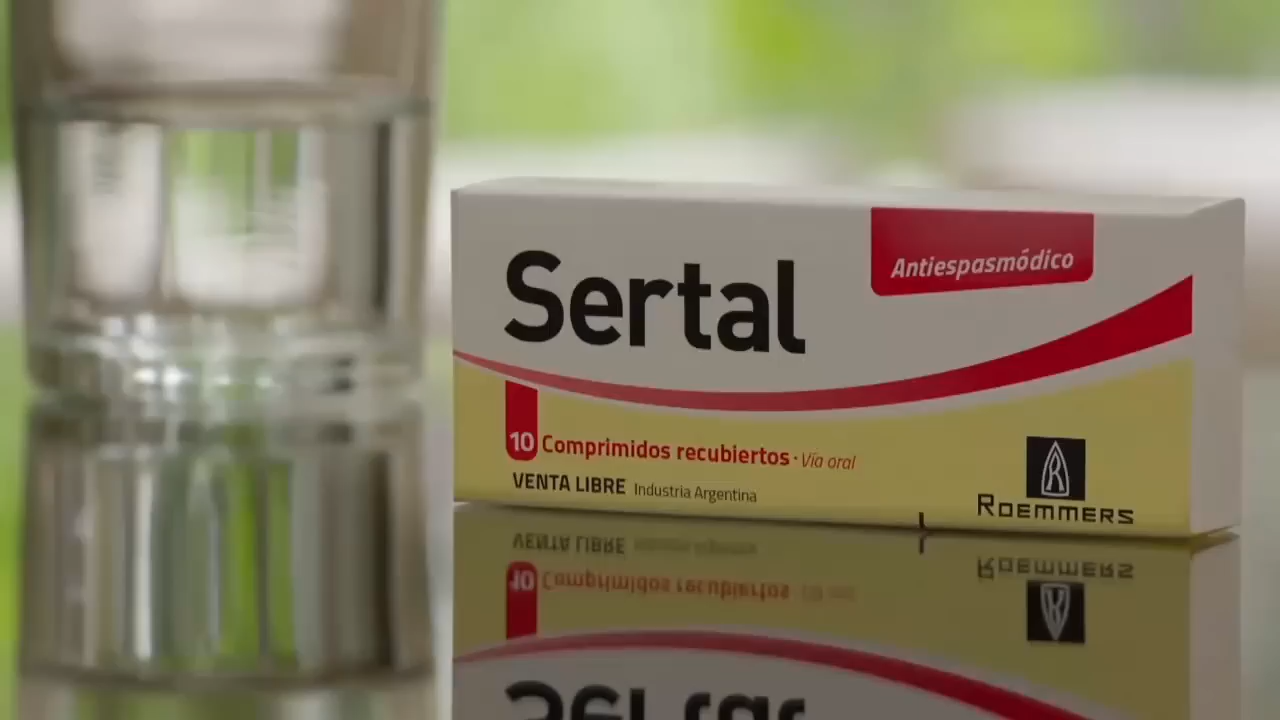 Sertal
Antiespasmódico
10 Comprimidos recubiertos · Vía oral
VENTA LIBRE Industria Argentina
ROEMMERS